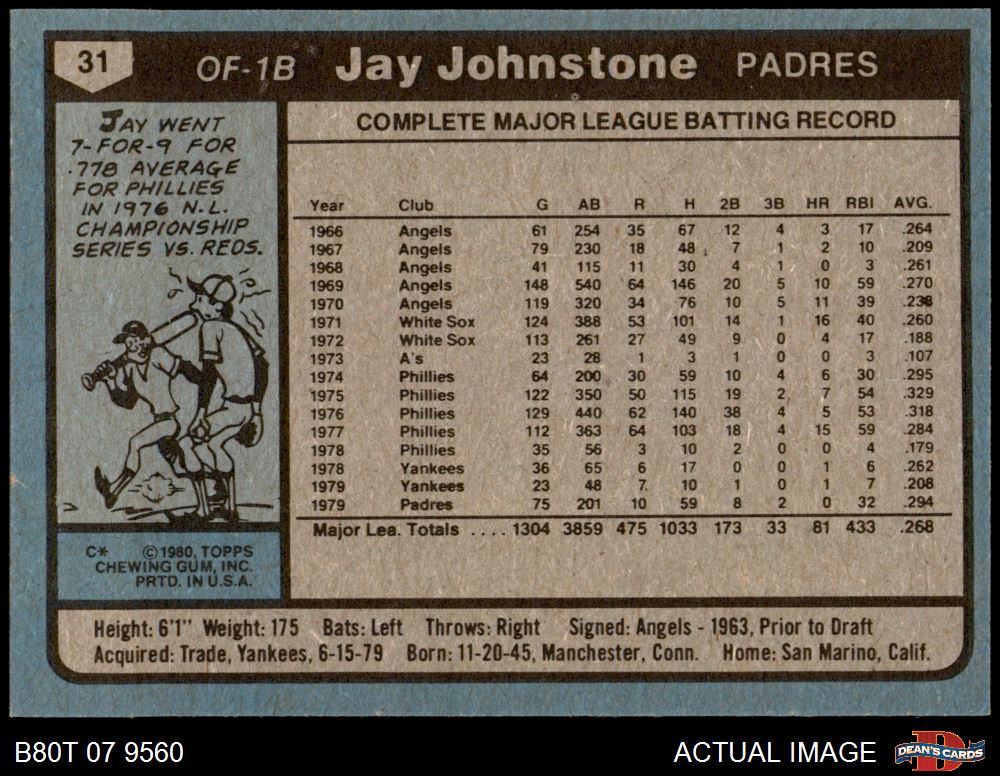 31 OF-1B Jay Johnstone PADRES
JAY WENT
7-FOR-9 FOR
.778 AVERAGE
FOR PHILLIES
IN 1976 N.L.
CHAMPIONSHIP
SERIES VS. REDS.
C* ©1980, TOPPS
CHEWING GUM, INC.
PRTD. IN U.S.A.
COMPLETE MAJOR LEAGUE BATTING RECORD
Year Club G AB R H 2B 3B HR RBI AVG.
1966 Angels 61 254 35 67 12 4 3 17 .264
1967 Angels 79 230 18 48 7 1 2 10 .209
1968 Angels 41 115 11 30 4 1 0 3 .261
1969 Angels 148 540 64 146 20 5 10 59 .270
1970 Angels 119 320 34 76 10 5 11 39 .238
1971 White Sox 124 388 53 101 14 1 16 40 .260
1972 White Sox 113 261 27 49 9 0 4 17 .188
1973 A's 23 28 1 3 1 0 0 3 .107
1974 Phillies 64 200 30 59 10 4 6 30 .295
1975 Phillies 122 350 50 115 19 2 7 54 .329
1976 Phillies 129 440 62 140 38 4 5 53 .318
1977 Phillies 112 363 64 103 18 4 15 59 .284
1978 Phillies 35 56 3 10 2 0 0 4 .179
1978 Yankees 36 65 6 17 0 0 1 6 .262
1979 Yankees 23 48 7 10 1 0 1 7 .208
1979 Padres 75 201 10 59 8 2 0 32 .294
Major Lea. Totals .... 1304 3859 475 1033 173 33 81 433 .268
Height: 6'1" Weight: 175 Bats: Left Throws: Right Signed: Angels - 1963, Prior to Draft
Acquired: Trade, Yankees, 6-15-79 Born: 11-20-45, Manchester, Conn. Home: San Marino, Calif.
B80T 07 9560 ACTUAL IMAGE DEAN'S CARDS